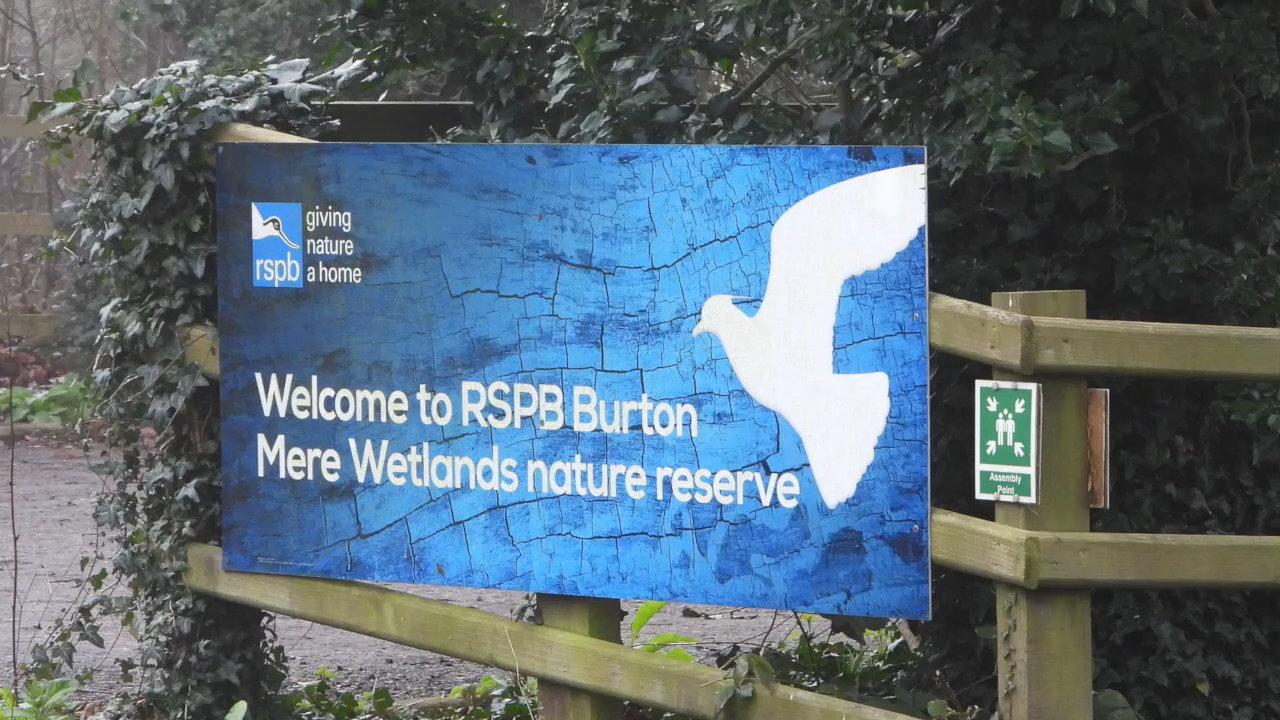 giving
nature
rspb a home
Welcome to RSPB Burton
Mere Wetlands nature reserve
Assembly
Point